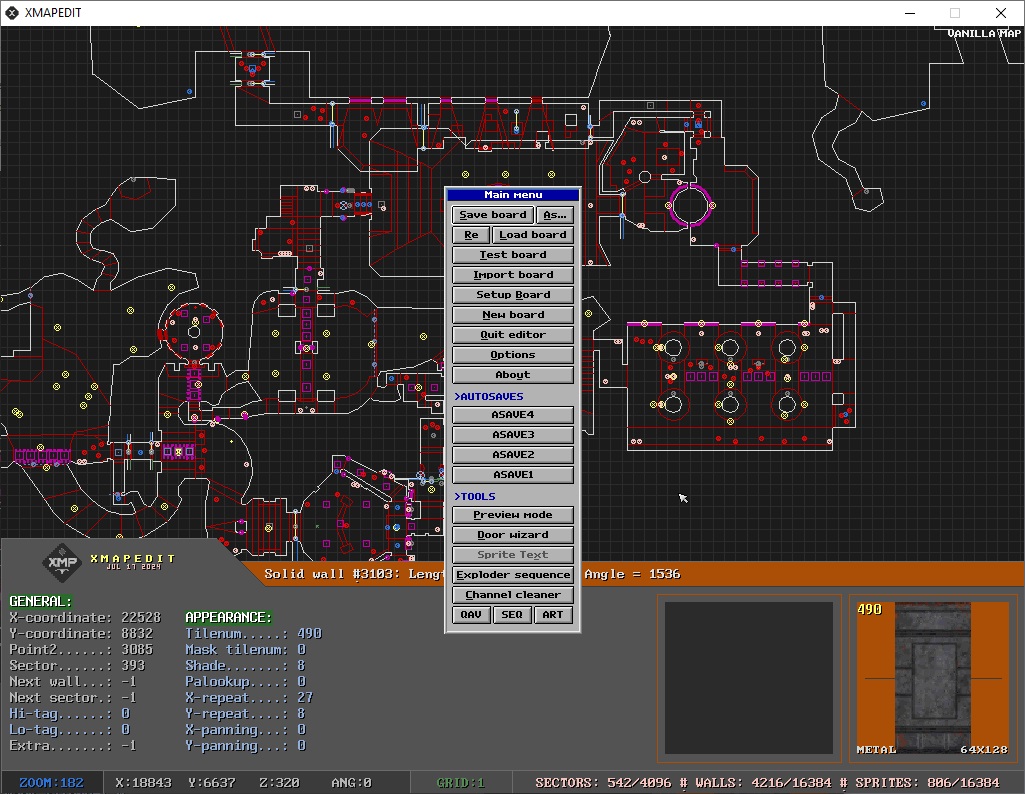 XMAPEDIT
VANILLA MAP
Main menu
Save board As...
Re Load board
Test board
Import board
Setup Board
New board
Quit editor
Options
About
>AUTOSAVES
ASAVE4
ASAVE3
ASAVE2
ASAVE1
>TOOLS
Preview mode
Door wizard
Sprite Text
Exploder sequence
Channel cleaner
QAV SEQ ART
XMP XMAPEDIT
JUL 17 2024
Solid wall #3103: Lengt Angle = 1536
GENERAL:
X-coordinate: 22528
Y-coordinate: 8832
Point2......: 3085
Sector......: 393
Next wall...: -1
Next sector.: -1
Hi-tag......: 0
Lo-tag......: 0
Extra.......: -1
APPEARANCE:
Tilenum.....: 490
Mask tilenum: 0
Shade.......: 8
Palookup....: 0
X-repeat....: 27
Y-repeat....: 8
X-panning...: 0
Y-panning...: 0
490
METAL 64X128
ZOOM:182 X:18843 Y:6637 Z:320 ANG:0 GRID:1 SECTORS: 542/4096 # WALLS: 4216/16384 # SPRITES: 806/16384